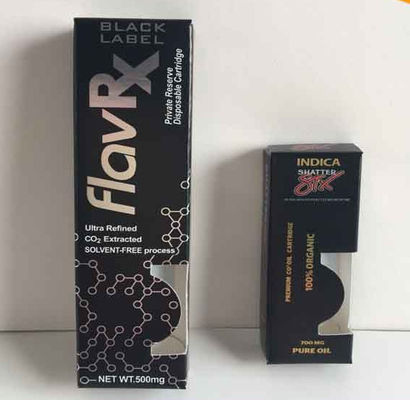 BLACK
LABEL
flavRx
Private Reserve
Disposable Cartridge
Ultra Refined
CO2 Extracted
SOLVENT-FREE process
NET WT.500mg
INDICA
SHATTER
STIX
PREMIUM CO² OIL CARTRIDGE
100% ORGANIC
700 MG
PURE OIL